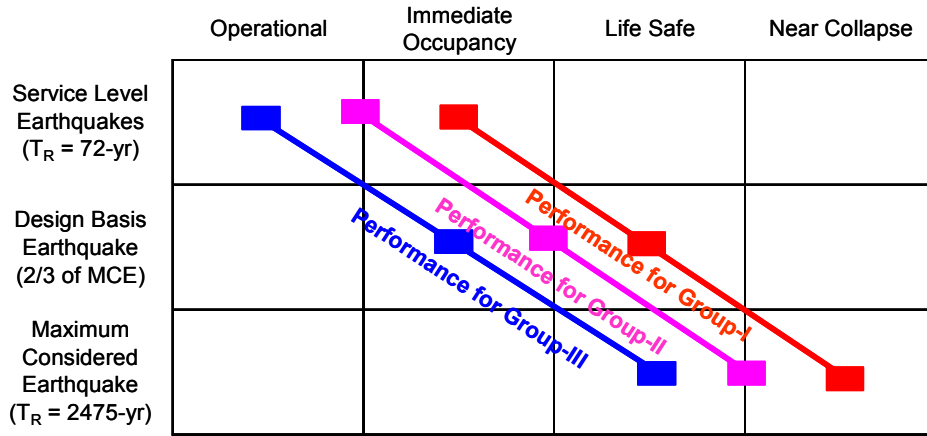 Operational
Immediate
Occupancy
Life Safe
Near Collapse
Service Level
Earthquakes
(TR = 72-yr)
Design Basis
Earthquake
(2/3 of MCE)
Maximum
Considered
Earthquake
(TR = 2475-yr)
Performance for Group-III
Performance for Group-II
Performance for Group-I